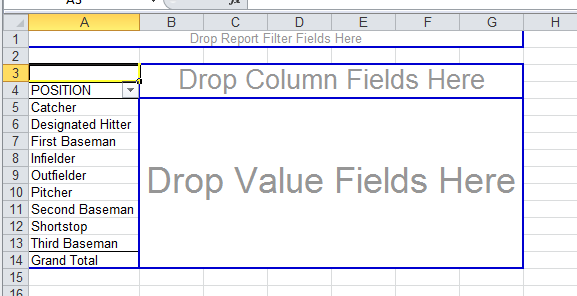 A3 fx
A B C D E F G H
1 Drop Report Filter Fields Here
2
3 Drop Column Fields Here
4 POSITION
5 Catcher
6 Designated Hitter
7 First Baseman
8 Infielder
9 Outfielder
10 Pitcher
11 Second Baseman
12 Shortstop
13 Third Baseman
14 Grand Total
15
16
Drop Value Fields Here